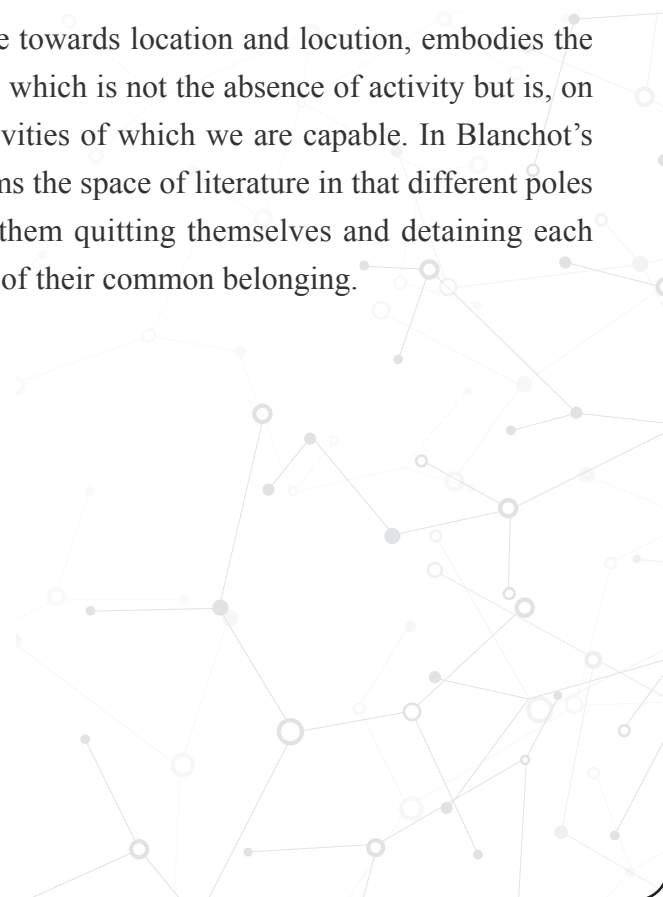 e towards location and locution, embodies the
which is not the absence of activity but is, on
vities of which we are capable. In Blanchot’s
ns the space of literature in that different poles
them quitting themselves and detaining each
of their common belonging.